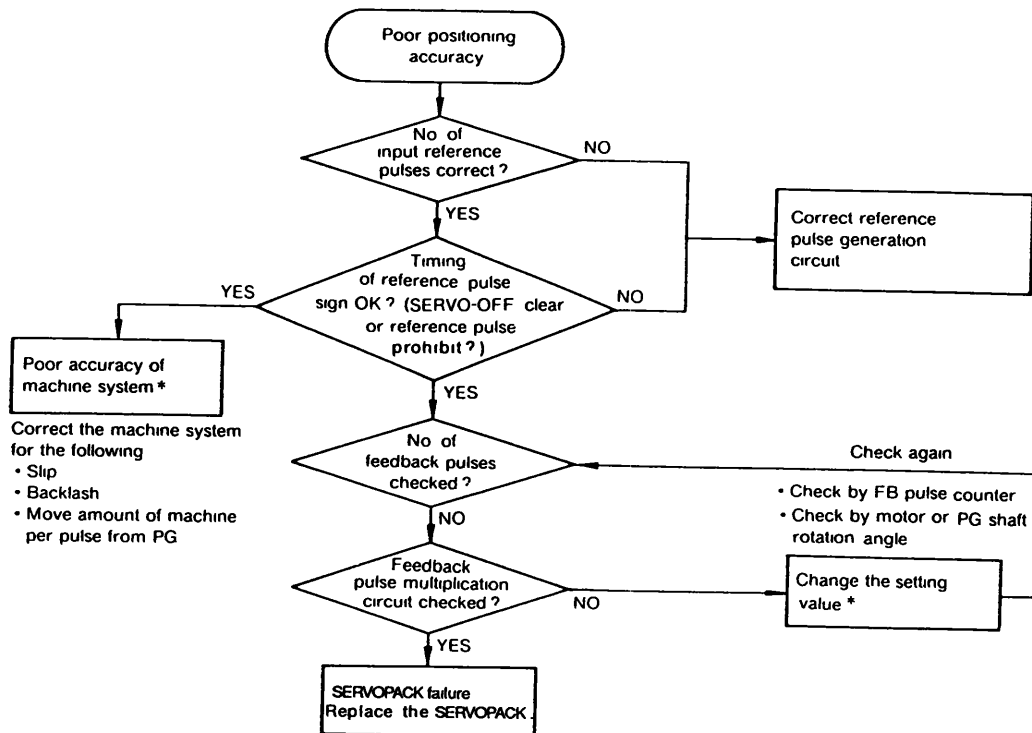 Poor positioning
accuracy
No of
input reference
pulses correct?
NO
YES
Correct reference
pulse generation
circuit
Timing
of reference pulse
sign OK? (SERVO-OFF clear
or reference pulse
prohibit?)
YES
NO
Poor accuracy of
machine system*
YES
Correct the machine system
for the following
• Slip
• Backlash
• Move amount of machine
per pulse from PG
No of
feedback pulses
checked?
Check again
• Check by FB pulse counter
• Check by motor or PG shaft
rotation angle
NO
Feedback
pulse multiplication
circuit checked?
NO
Change the setting
value*
YES
SERVOPACK failure
Replace the SERVOPACK.